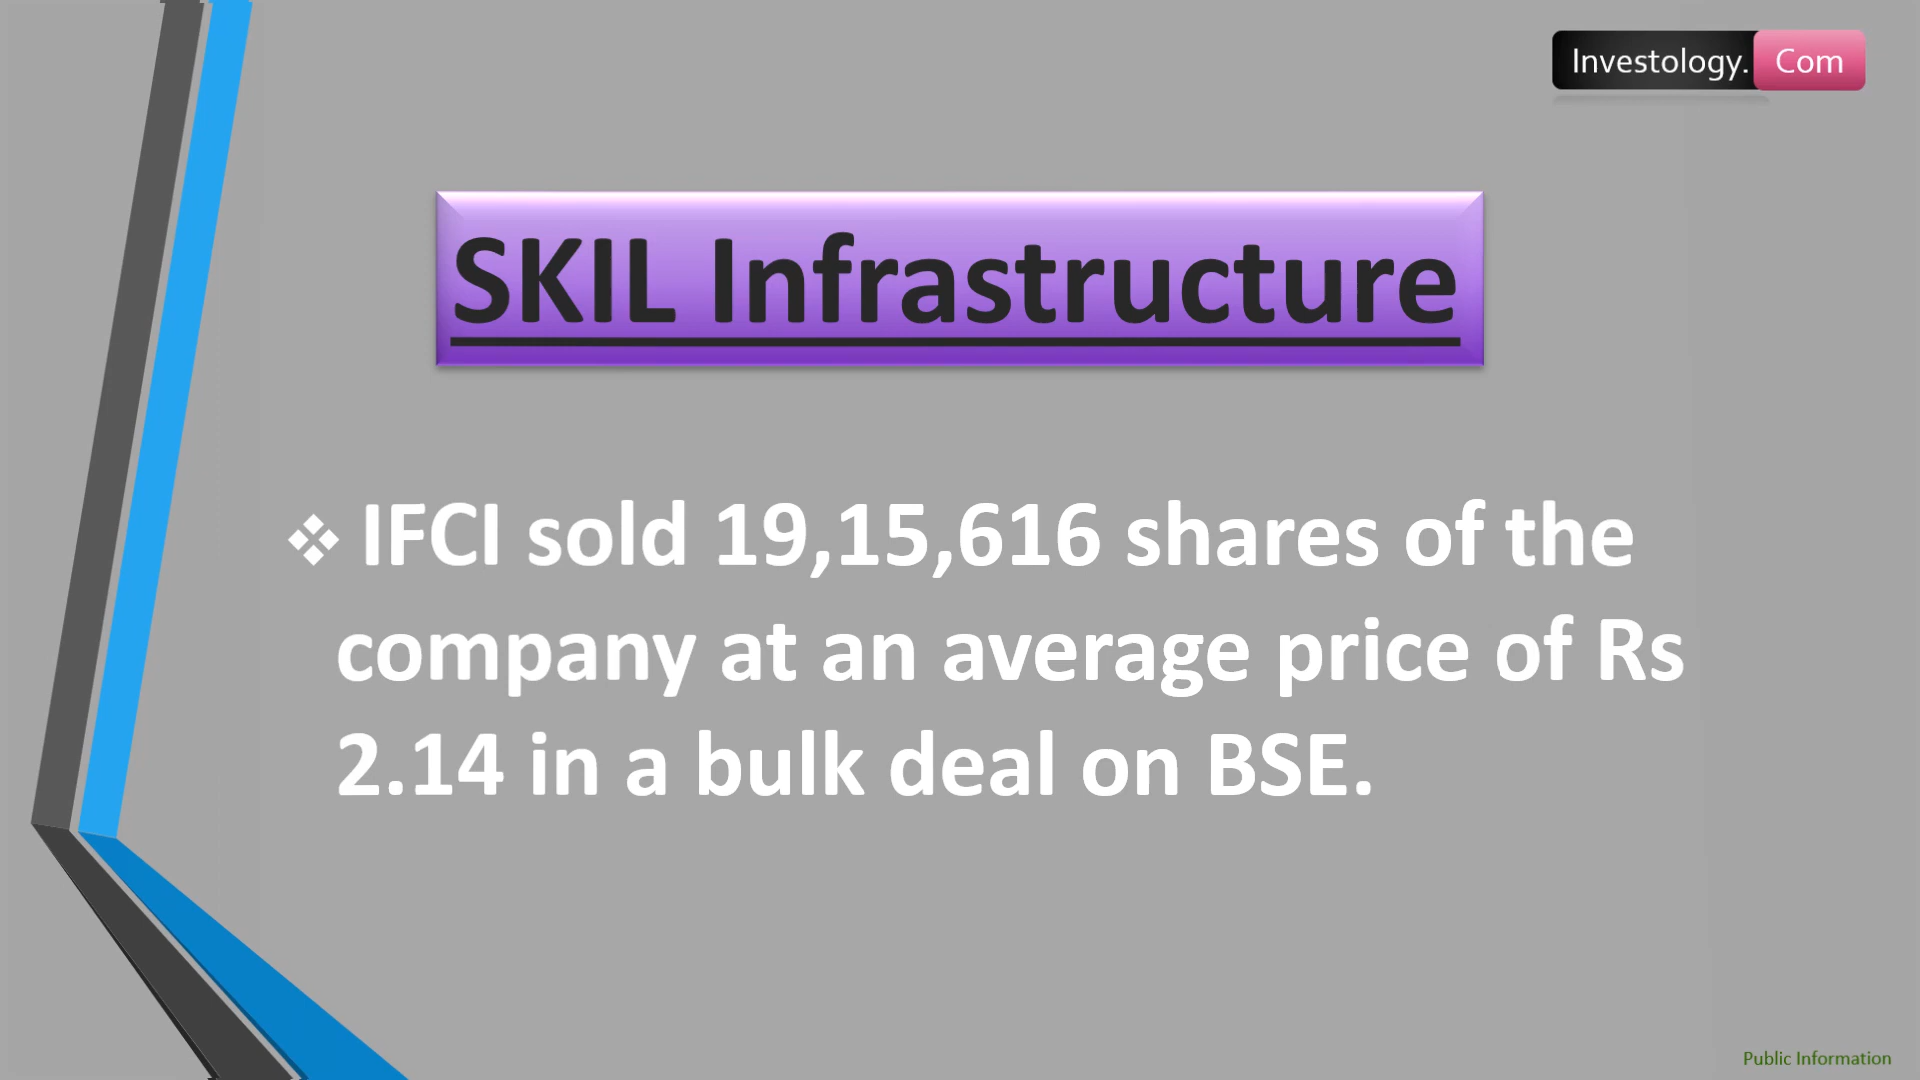 Investology. Com
SKIL Infrastructure
❖ IFCI sold 19,15,616 shares of the
company at an average price of Rs
2.14 in a bulk deal on BSE.
Public Information